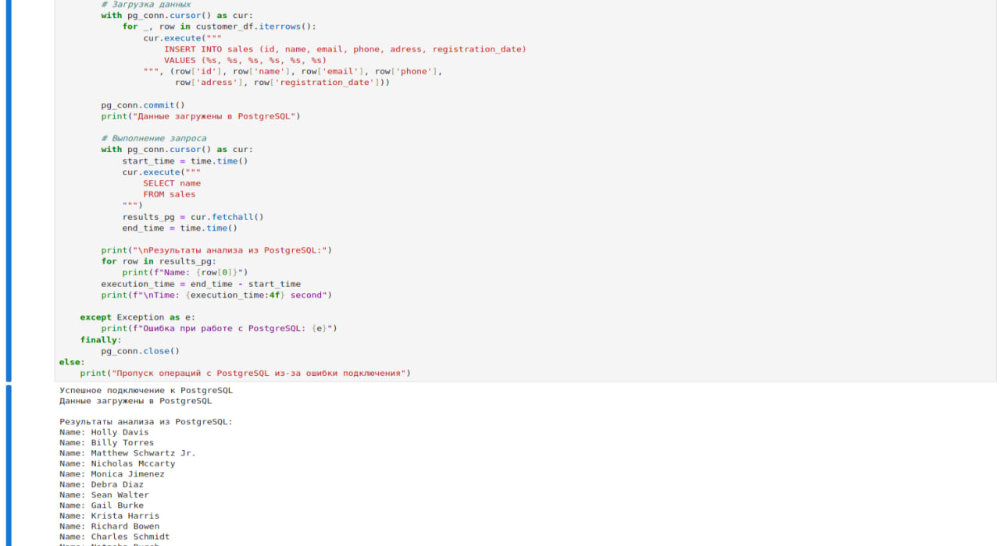 # Загрузка данных
with pg_conn.cursor() as cur:
for _, row in customer_df.iterrows():
cur.execute("""
INSERT INTO sales (id, name, email, phone, adress, registration_date)
VALUES (%s, %s, %s, %s, %s, %s)
""", (row['id'], row['name'], row['email'], row['phone'],
row['adress'], row['registration_date']))
pg_conn.commit()
print("Данные загружены в PostgreSQL")
# Выполнение запроса
with pg_conn.cursor() as cur:
start_time = time.time()
cur.execute("""
SELECT name
FROM sales
""")
results_pg = cur.fetchall()
end_time = time.time()
print("\nРезультаты анализа из PostgreSQL:")
for row in results_pg:
print(f"Name: {row[0]}")
execution_time = end_time - start_time
print(f"\nTime: {execution_time:4f} second")
except Exception as e:
print(f"Ошибка при работе с PostgreSQL: {e}")
finally:
pg_conn.close()
else:
print("Пропуск операций с PostgreSQL из-за ошибки подключения")
Успешное подключение к PostgreSQL
Данные загружены в PostgreSQL
Результаты анализа из PostgreSQL:
Name: Holly Davis
Name: Billy Torres
Name: Matthew Schwartz Jr.
Name: Nicholas Mccarty
Name: Monica Jimenez
Name: Debra Diaz
Name: Sean Walter
Name: Gail Burke
Name: Krista Harris
Name: Richard Bowen
Name: Charles Schmidt